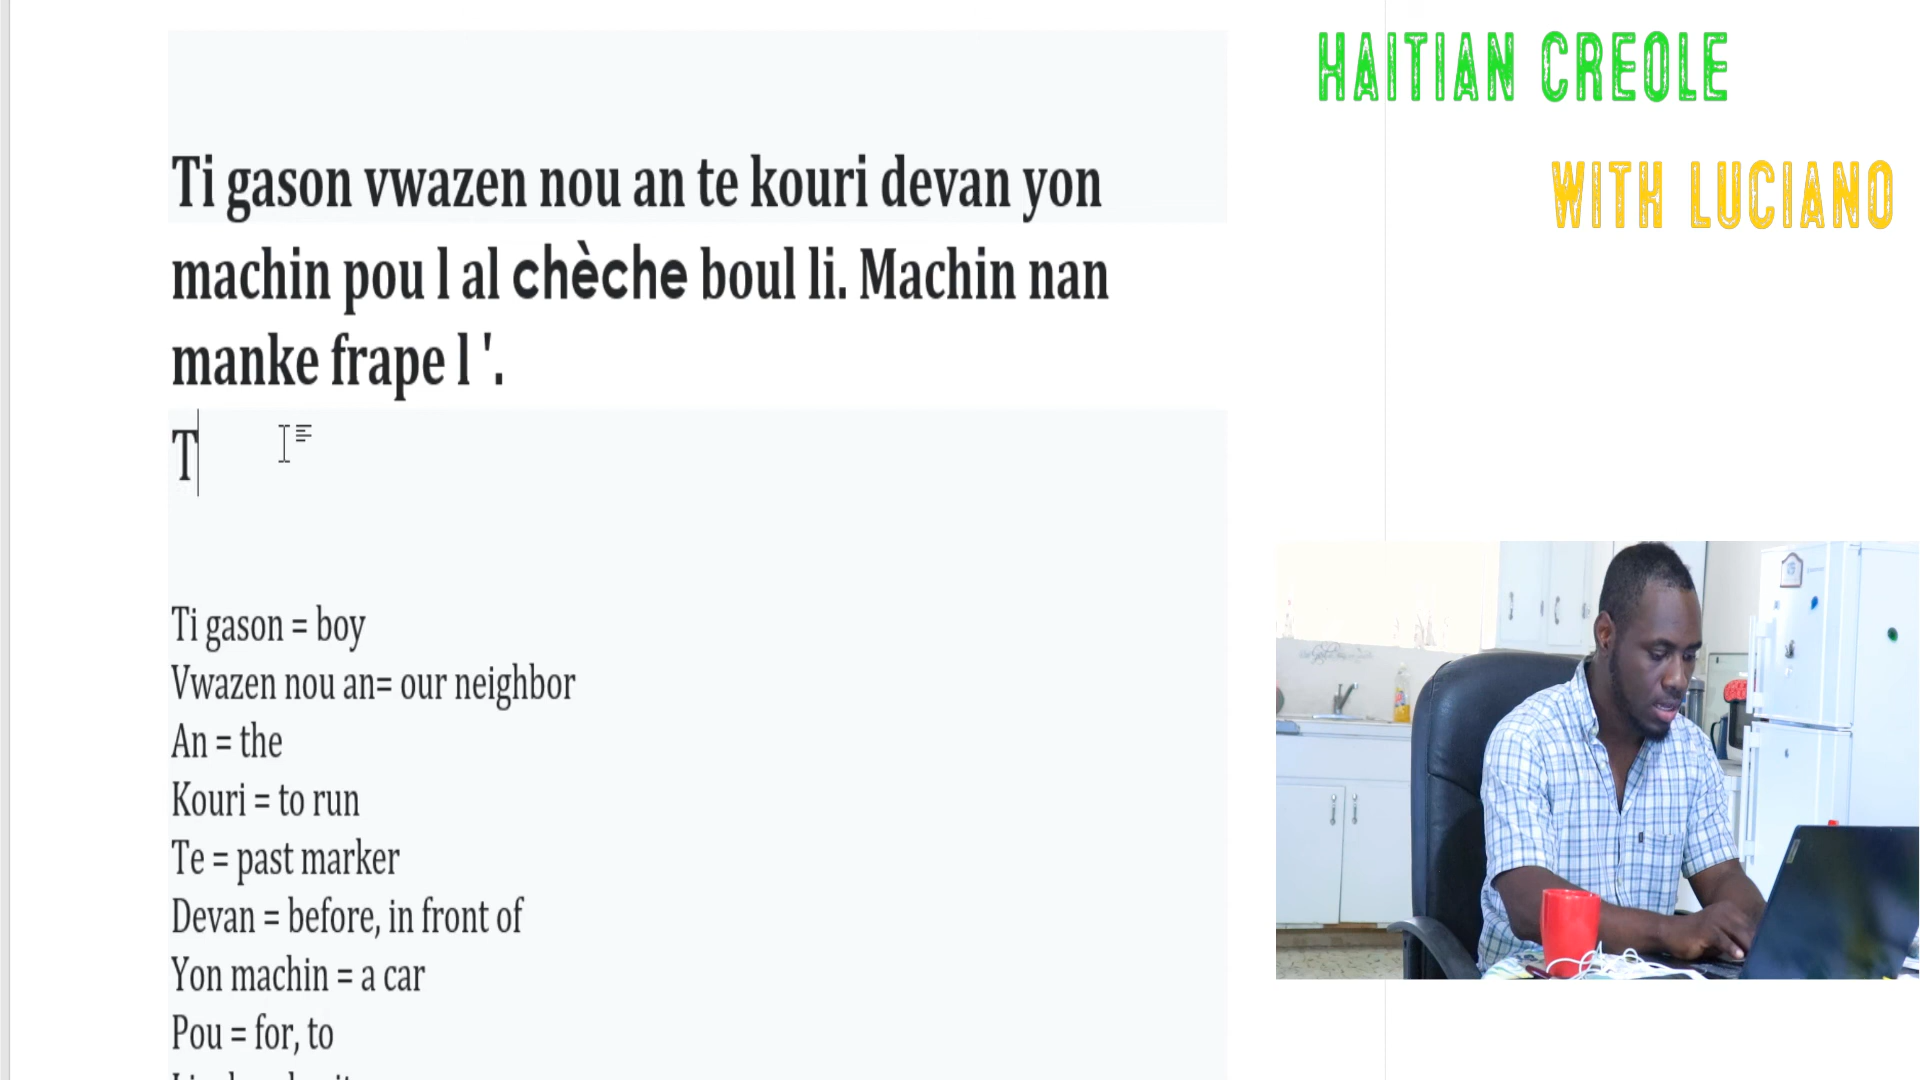 HAITIAN CREOLE
WITH LUCIANO
Ti gason vwazen nou an te kouri devan yon
machin pou l al chèche boul li. Machin nan
manke frape l '.
T
Ti gason = boy
Vwazen nou an= our neighbor
An = the
Kouri = to run
Te = past marker
Devan = before, in front of
Yon machin = a car
Pou = for, to